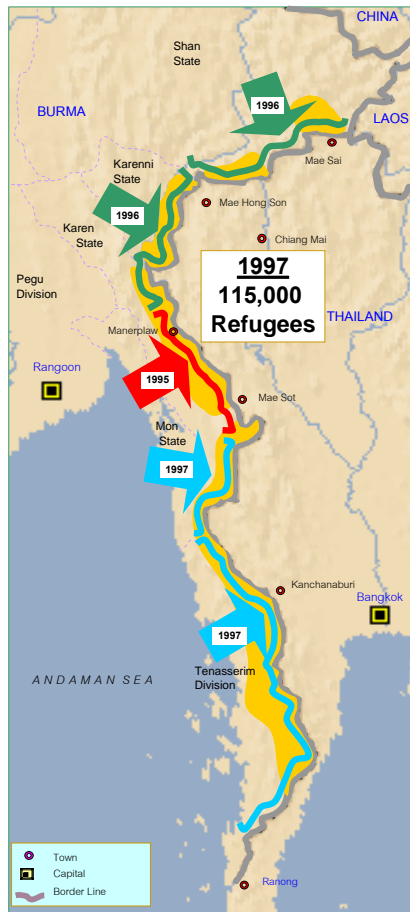 CHINA
Shan
State
1996
BURMA
LAOS
Mae Sai
Karenni
State
Mae Hong Son
1996
Karen
State
Chiang Mai
1997
115,000
Refugees
Pegu
Division
THAILAND
Manerplaw
Rangoon
1995
Mae Sot
Mon
State
1997
Kanchanaburi
Bangkok
1997
Tenasserim
Division
ANDAMAN SEA
Town
Capital
Border Line
Ranong